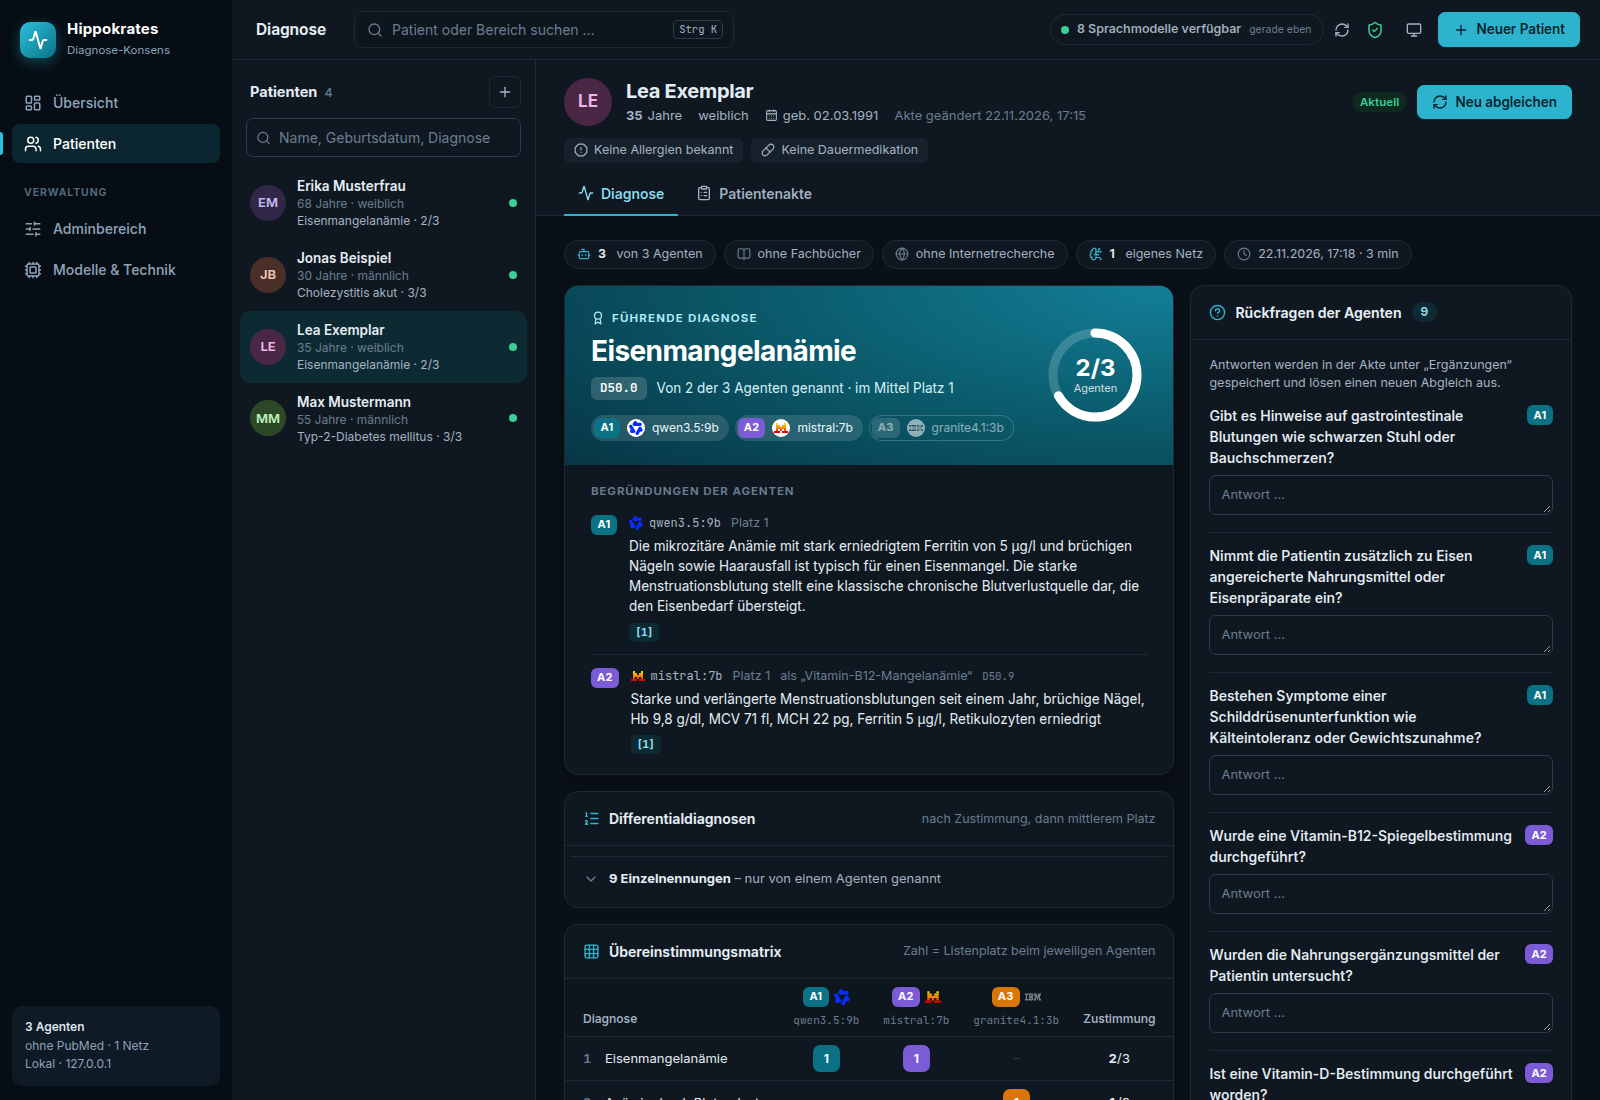 Hippokrates
Diagnose-Konsens
Übersicht
Patienten
VERWALTUNG
Adminbereich
Modelle & Technik
3 Agenten
ohne PubMed · 1 Netz
Lokal · 127.0.0.1
Diagnose
Patient oder Bereich suchen ...
Strg K
8 Sprachmodelle verfügbar gerade eben
Neuer Patient
Patienten 4
Name, Geburtsdatum, Diagnose
EM
Erika Musterfrau
68 Jahre · weiblich
Eisenmangelanämie · 2/3
JB
Jonas Beispiel
30 Jahre · männlich
Cholezystitis akut · 3/3
LE
Lea Exemplar
35 Jahre · weiblich
Eisenmangelanämie · 2/3
MM
Max Mustermann
55 Jahre · männlich
Typ-2-Diabetes mellitus · 3/3
LE
Lea Exemplar
35 Jahre weiblich geb. 02.03.1991 Akte geändert 22.11.2026, 17:15
Aktuell
Neu abgleichen
Keine Allergien bekannt
Keine Dauermedikation
Diagnose
Patientenakte
3 von 3 Agenten
ohne Fachbücher
ohne Internetrecherche
1 eigenes Netz
22.11.2026, 17:18 · 3 min
FÜHRENDE DIAGNOSE
Eisenmangelanämie
D50.0 Von 2 der 3 Agenten genannt · im Mittel Platz 1
A1 qwen3.5:9b
A2 mistral:7b
A3 IBM granite4.1:3b
2/3
Agenten
BEGRÜNDUNGEN DER AGENTEN
A1 qwen3.5:9b Platz 1
Die mikrozitäre Anämie mit stark erniedrigtem Ferritin von 5 µg/l und brüchigen
Nägeln sowie Haarausfall ist typisch für einen Eisenmangel. Die starke
Menstruationsblutung stellt eine klassische chronische Blutverlustquelle dar, die
den Eisenbedarf übersteigt.
[1]
A2 mistral:7b Platz 1 als „Vitamin-B12-Mangelanämie“ D50.9
Starke und verlängerte Menstruationsblutungen seit einem Jahr, brüchige Nägel,
Hb 9,8 g/dl, MCV 71 fl, MCH 22 pg, Ferritin 5 µg/l, Retikulozyten erniedrigt
[1]
Differentialdiagnosen
nach Zustimmung, dann mittlerem Platz
9 Einzelnennungen – nur von einem Agenten genannt
Übereinstimmungsmatrix
Zahl = Listenplatz beim jeweiligen Agenten
A1 A2 A3 IBM
Diagnose qwen3.5:9b mistral:7b granite4.1:3b Zustimmung
1 Eisenmangelanämie 1 1 – 2/3
Rückfragen der Agenten 9
Antworten werden in der Akte unter „Ergänzungen“
gespeichert und lösen einen neuen Abgleich aus.
Gibt es Hinweise auf gastrointestinale
Blutungen wie schwarzen Stuhl oder
Bauchschmerzen?
A1
Antwort ...
Nimmt die Patientin zusätzlich zu Eisen
angereicherte Nahrungsmittel oder
Eisenpräparate ein?
A1
Antwort ...
Bestehen Symptome einer
Schilddrüsenunterfunktion wie
Kälteintoleranz oder Gewichtszunahme?
A1
Antwort ...
Wurde eine Vitamin-B12-Spiegelbestimmung
durchgeführt?
A2
Antwort ...
Wurden die Nahrungsergänzungsmittel der
Patientin untersucht?
A2
Antwort ...
Ist eine Vitamin-D-Bestimmung durchgeführt
worden?
A2